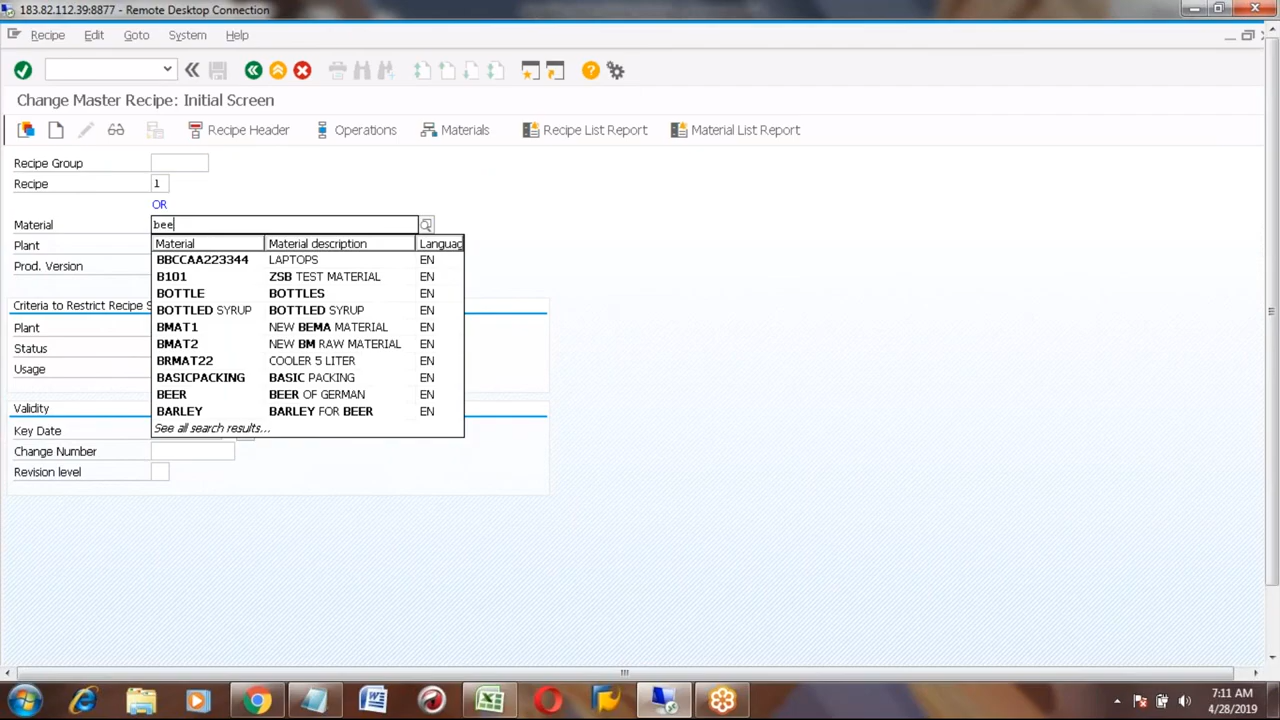 183.82.112.39:8877 - Remote Desktop Connection
Recipe Edit Goto System Help
Change Master Recipe: Initial Screen
Recipe Header Operations Materials Recipe List Report Material List Report
Recipe Group
Recipe 1
OR
Material bee
Plant
Prod. Version
Material Material description Languag
BBCCAA223344 LAPTOPS EN
B101 ZSB TEST MATERIAL EN
BOTTLE BOTTLES EN
BOTTLED SYRUP BOTTLED SYRUP EN
BMAT1 NEW BEMA MATERIAL EN
BMAT2 NEW BM RAW MATERIAL EN
BRMAT22 COOLER 5 LITER EN
BASICPACKING BASIC PACKING EN
BEER BEER OF GERMAN EN
BARLEY BARLEY FOR BEER EN
See all search results...
Criteria to Restrict Recipe S
Plant
Status
Usage
Validity
Key Date
Change Number
Revision level
7:11 AM
4/28/2019